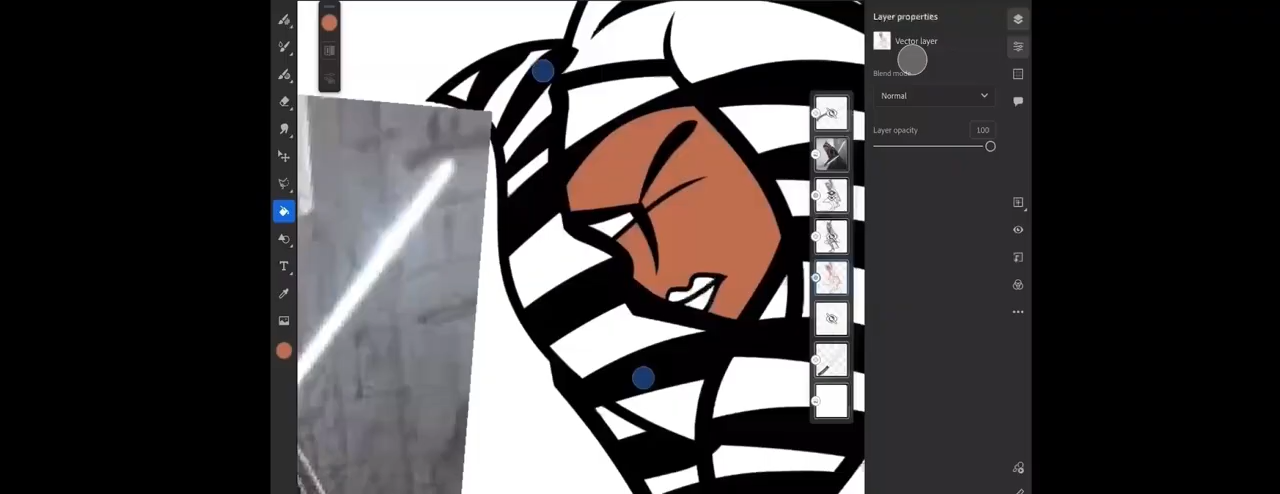 Layer properties
Vector layer
Blend mode
Normal
Layer opacity
100
T